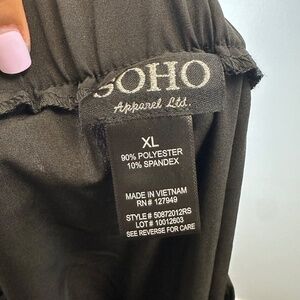 SOHO
Apparel Ltd.
XL
90% POLYESTER
10% SPANDEX
MADE IN VIETNAM
RN# 127949
STYLE # 50872012RS
LOT # 10012603
SEE REVERSE FOR CARE